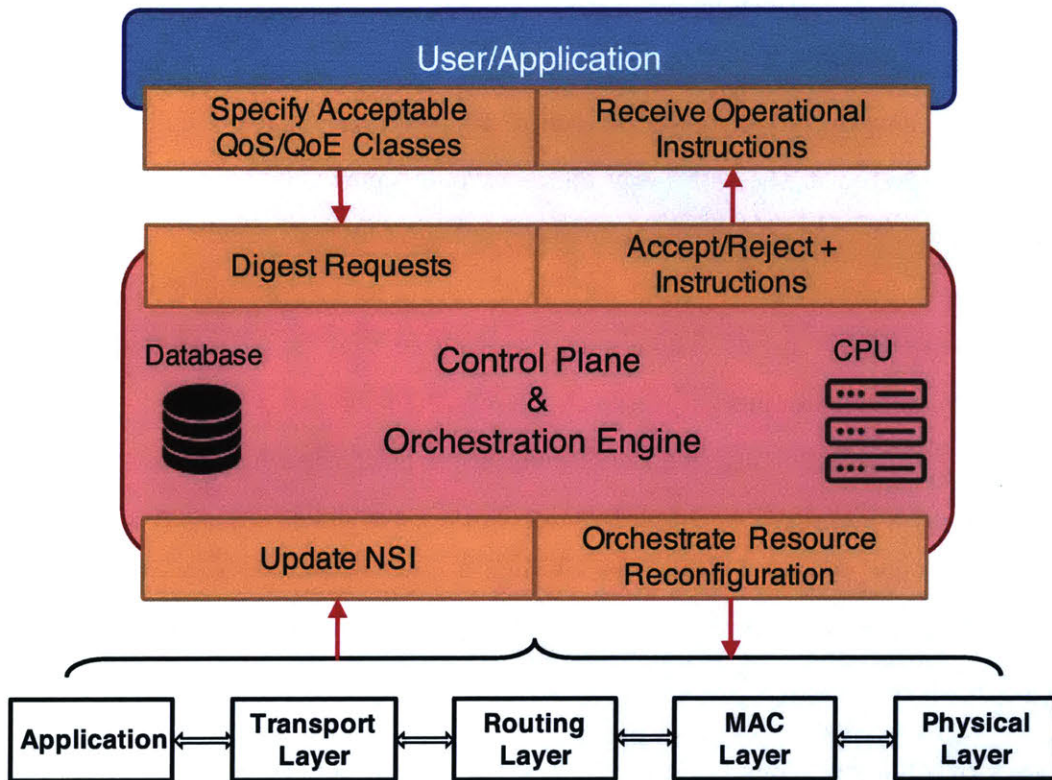 User/Application
Specify Acceptable
QoS/QoE Classes
Receive Operational
Instructions
Digest Requests
Accept/Reject +
Instructions
Database
Control Plane
&
Orchestration Engine
CPU
Update NSI
Orchestrate Resource
Reconfiguration
Application
Transport
Layer
Routing
Layer
MAC
Layer
Physical
Layer